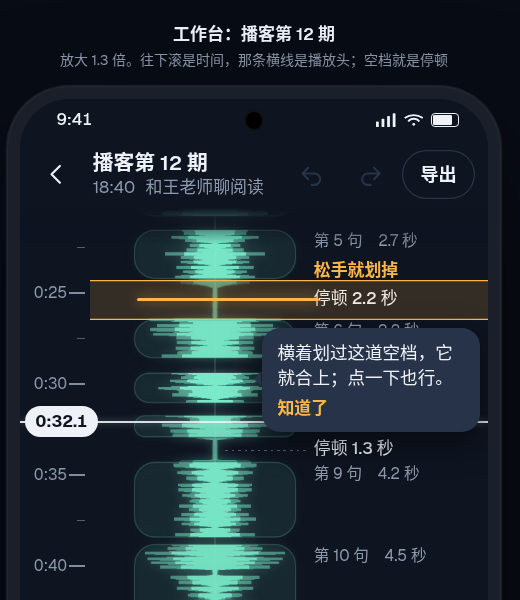 工作台：播客第 12 期
放大 1.3 倍。往下滚是时间，那条横线是播放头；空档就是停顿
9:41
播客第 12 期
18:40 和王老师聊阅读
导出
第 5 句 2.7 秒
松手就划掉
0:25
停顿 2.2 秒
横着划过这道空档，它
就合上；点一下也行。
知道了
0:30
0:32.1
停顿 1.3 秒
0:35
第 9 句 4.2 秒
第 10 句 4.5 秒
0:40